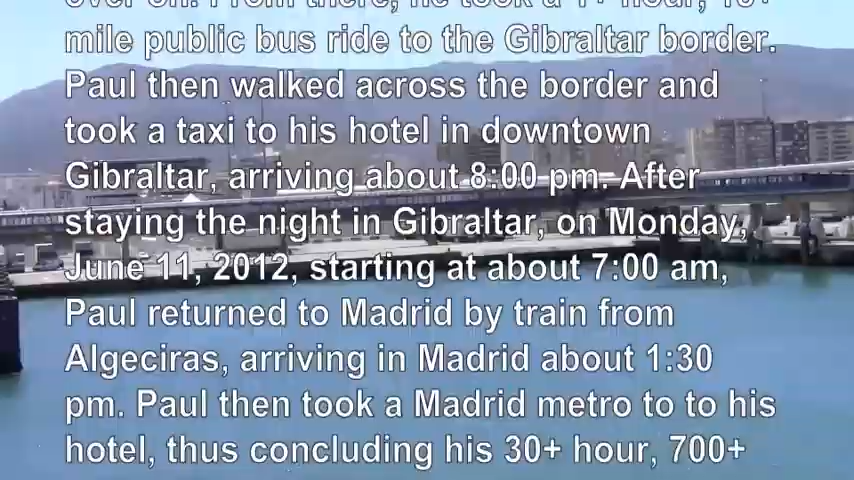 mile public bus ride to the Gibraltar border.
Paul then walked across the border and
took a taxi to his hotel in downtown
Gibraltar, arriving about 8:00 pm. After
staying the night in Gibraltar, on Monday,
June 11, 2012, starting at about 7:00 am,
Paul returned to Madrid by train from
Algeciras, arriving in Madrid about 1:30
pm. Paul then took a Madrid metro to to his
hotel, thus concluding his 30+ hour, 700+